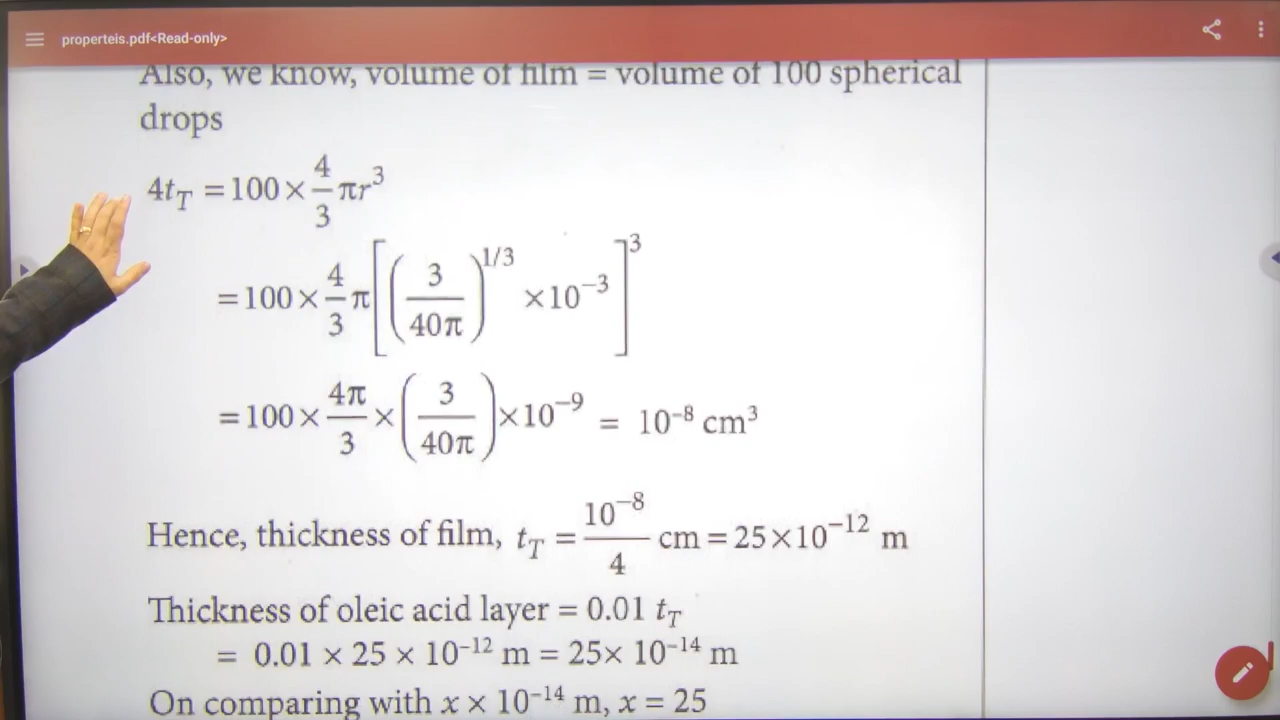 properteis.pdf<Read-only>
Also, we know, volume of film = volume of 100 spherical
drops
4t_T = 100 × 4/3 πr³
= 100 × 4/3 π[(3/40π)^{1/3} × 10⁻³]³
= 100 × 4π/3 × (3/40π) × 10⁻⁹ = 10⁻⁸ cm³
Hence, thickness of film, t_T = 10⁻⁸/4 cm = 25×10⁻¹² m
Thickness of oleic acid layer = 0.01 t_T
= 0.01 × 25 × 10⁻¹² m = 25× 10⁻¹⁴ m
On comparing with x × 10⁻¹⁴ m, x = 25